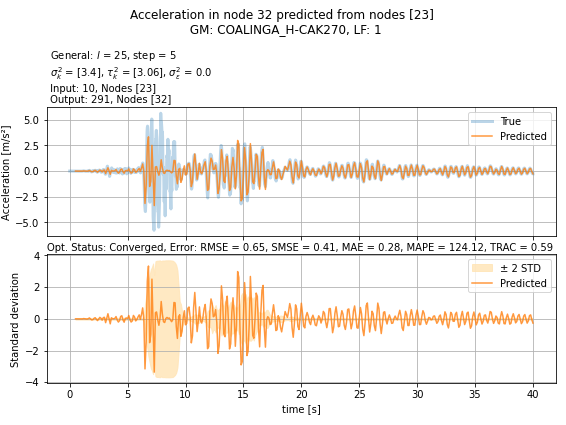 Acceleration in node 32 predicted from nodes [23]
GM: COALINGA_H-CAK270, LF: 1
General: l = 25, step = 5
σ²ₖ = [3.4], τ²ₖ = [3.06], σ²ε = 0.0
Input: 10, Nodes [23]
Output: 291, Nodes [32]
Acceleration [m/s²]
5.0
2.5
0.0
−2.5
−5.0
True
Predicted
Opt. Status: Converged, Error: RMSE = 0.65, SMSE = 0.41, MAE = 0.28, MAPE = 124.12, TRAC = 0.59
Standard deviation
4
2
0
−2
−4
± 2 STD
Predicted
0 5 10 15 20 25 30 35 40
time [s]